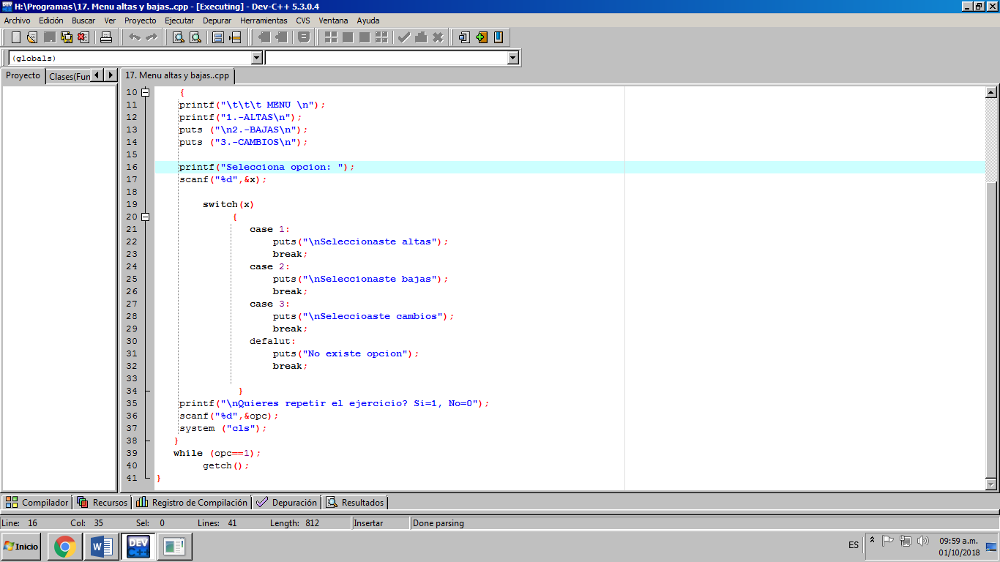 H:\Programas\17. Menu altas y bajas..cpp - [Executing] - Dev-C++ 5.3.0.4
Archivo Edición Buscar Ver Proyecto Ejecutar Depurar Herramientas CVS Ventana Ayuda
(globals)
Proyecto Clases(Fun 17. Menu altas y bajas..cpp
10 {
11 printf("\t\t\t MENU \n");
12 printf("1.-ALTAS\n");
13 puts ("\n2.-BAJAS\n");
14 puts ("3.-CAMBIOS\n");
15
16 printf("Selecciona opcion: ");
17 scanf("%d",&x);
18
19 switch(x)
20 {
21 case 1:
22 puts("\nSeleccionaste altas");
23 break;
24 case 2:
25 puts("\nSeleccionaste bajas");
26 break;
27 case 3:
28 puts("\nSeleccioaste cambios");
29 break;
30 defalut:
31 puts("No existe opcion");
32 break;
33
34 }
35 printf("\nQuieres repetir el ejercicio? Si=1, No=0");
36 scanf("%d",&opc);
37 system ("cls");
38 }
39 while (opc==1);
40 getch();
41 }
Compilador Recursos Registro de Compilación Depuración Resultados
Line: 16 Col: 35 Sel: 0 Lines: 41 Length: 812 Insertar Done parsing
Inicio W DEV C++ ES 09:59 a.m.
01/10/2018